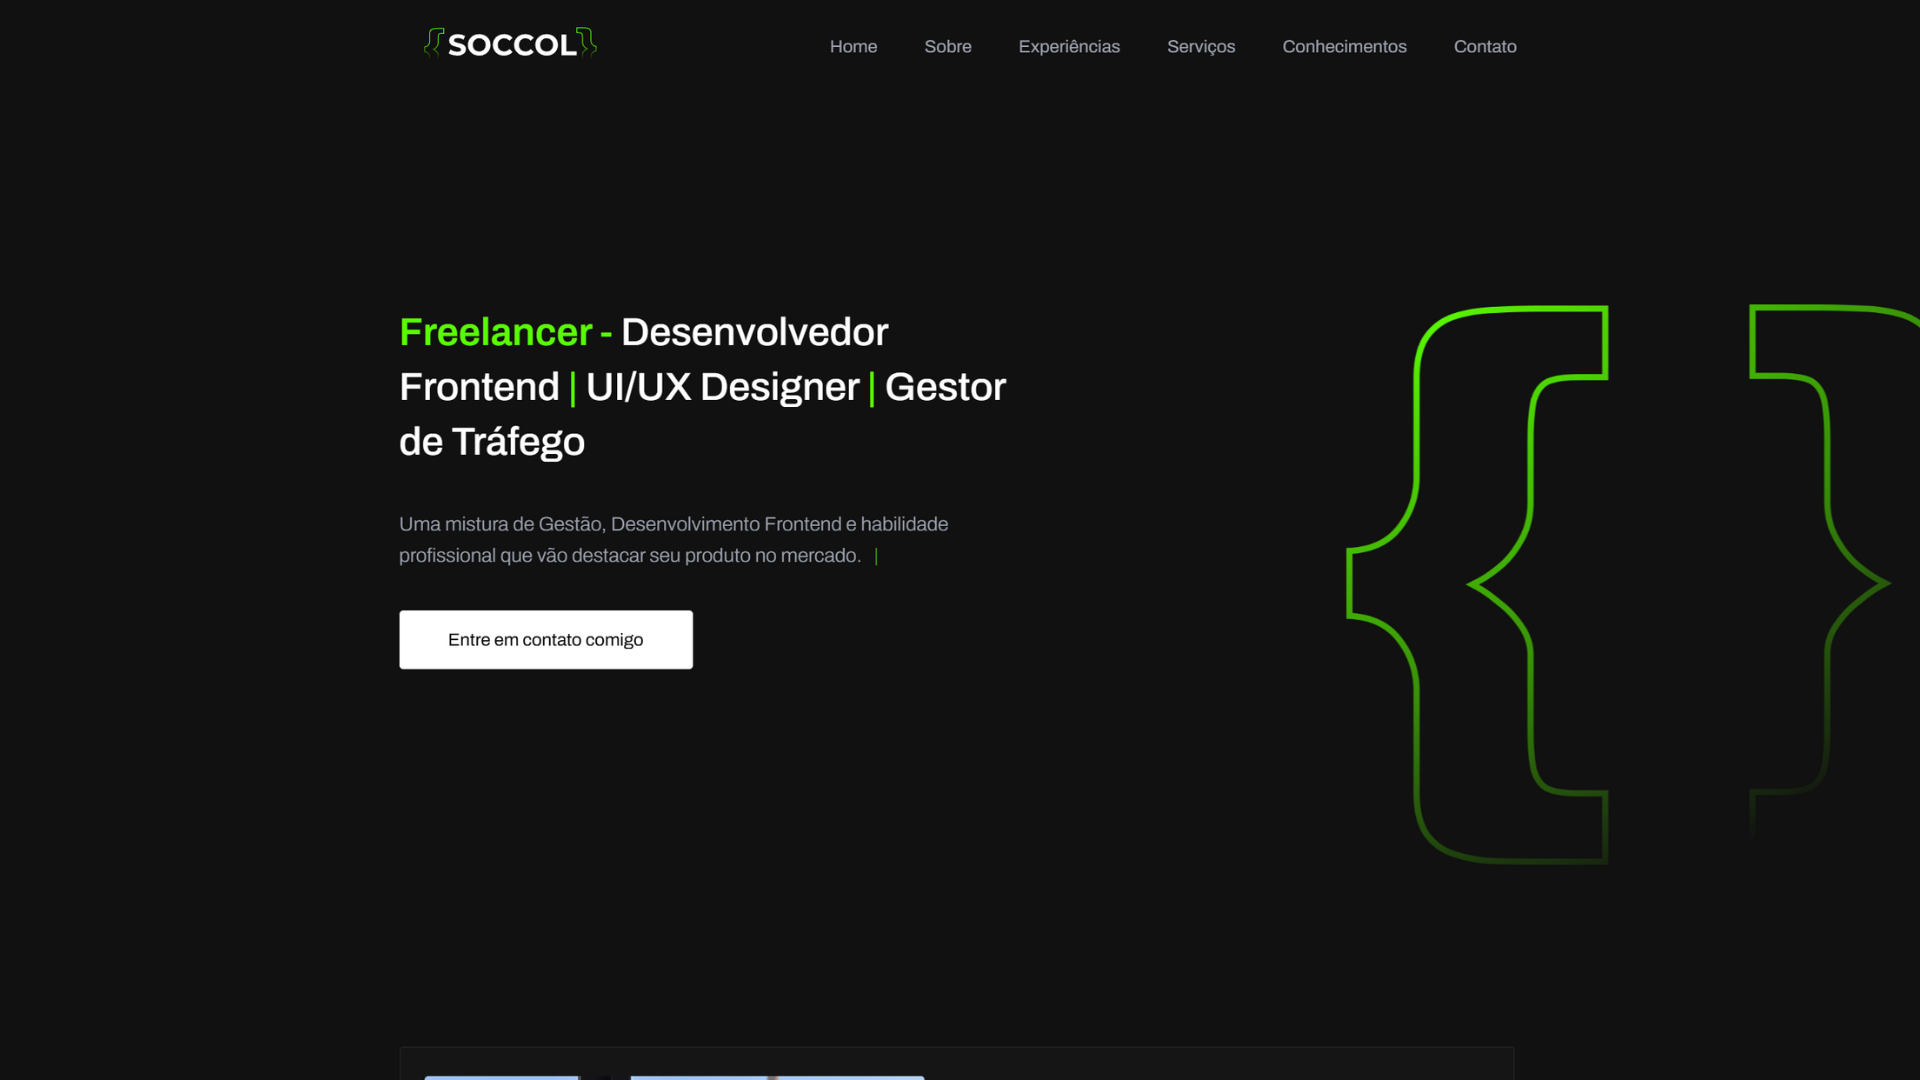 {SOCCOL}
Home Sobre Experiências Serviços Conhecimentos Contato
Freelancer - Desenvolvedor
Frontend | UI/UX Designer | Gestor
de Tráfego
Uma mistura de Gestão, Desenvolvimento Frontend e habilidade
profissional que vão destacar seu produto no mercado. |
Entre em contato comigo
{ }